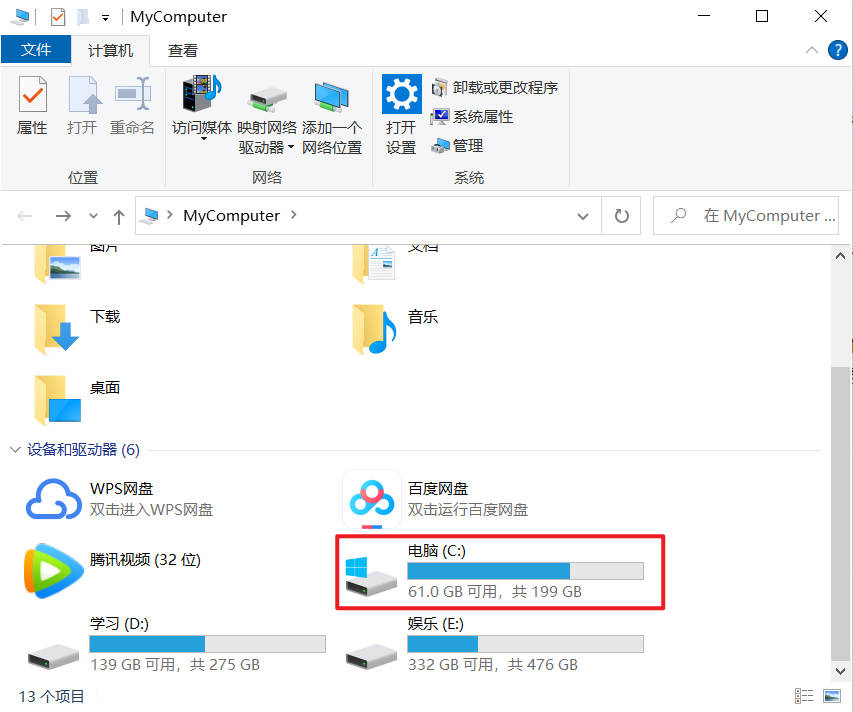 MyComputer
文件 计算机 查看
属性 打开 重命名 访问媒体 映射网络驱动器 添加一个网络位置 打开设置
卸载或更改程序
系统属性
管理
位置 网络 系统
MyComputer 在 MyComputer ...
图片 文档
下载 音乐
桌面
设备和驱动器 (6)
WPS网盘 百度网盘
双击进入WPS网盘 双击运行百度网盘
腾讯视频 (32 位) 电脑 (C:)
61.0 GB 可用，共 199 GB
学习 (D:) 娱乐 (E:)
139 GB 可用，共 275 GB 332 GB 可用，共 476 GB
13 个项目